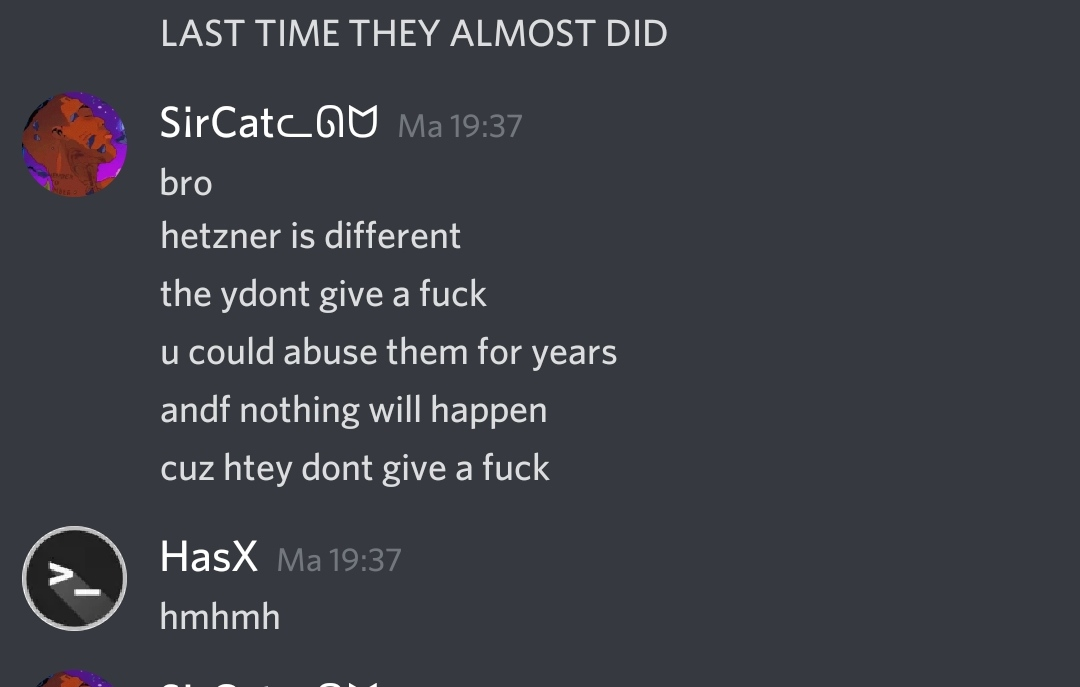 LAST TIME THEY ALMOST DID
SirCatᓚᘏᗢ Ma 19:37
bro
hetzner is different
the ydont give a fuck
u could abuse them for years
andf nothing will happen
cuz htey dont give a fuck
HasX Ma 19:37
hmhmh